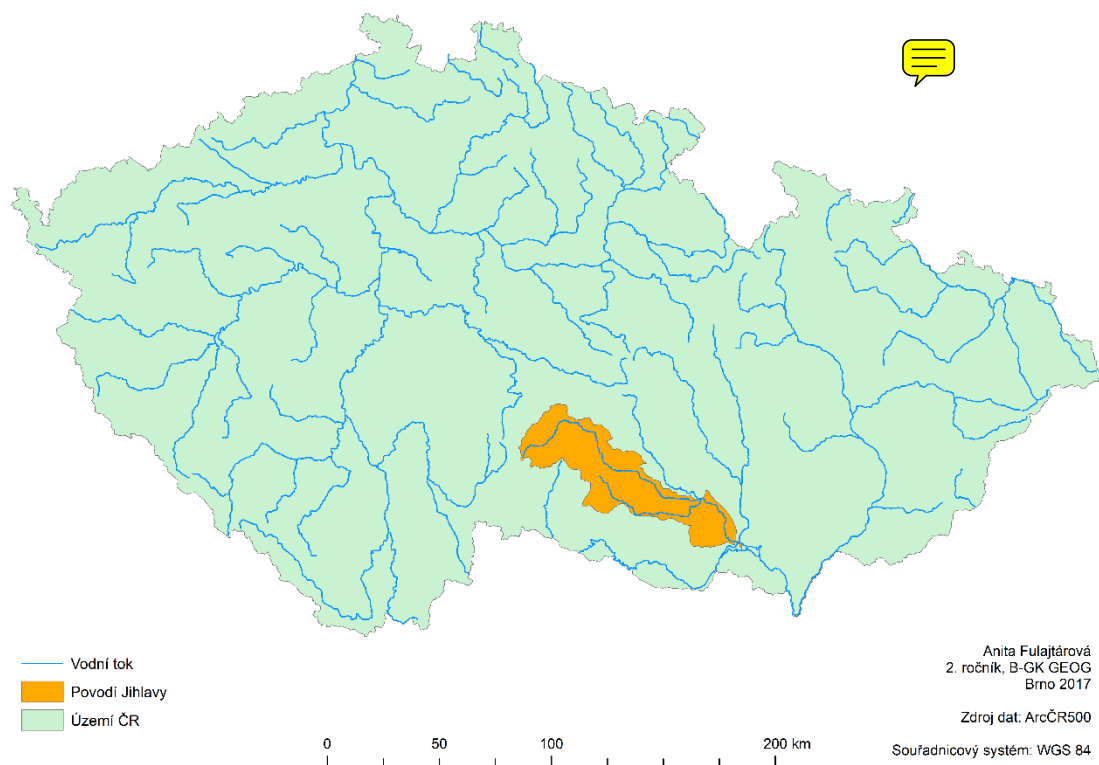 Vodní tok
Povodí Jihlavy
Území ČR
0 50 100 200 km
Anita Fulajtárová
2. ročník, B-GK GEOG
Brno 2017
Zdroj dat: ArcČR500
Souřadnicový systém: WGS 84